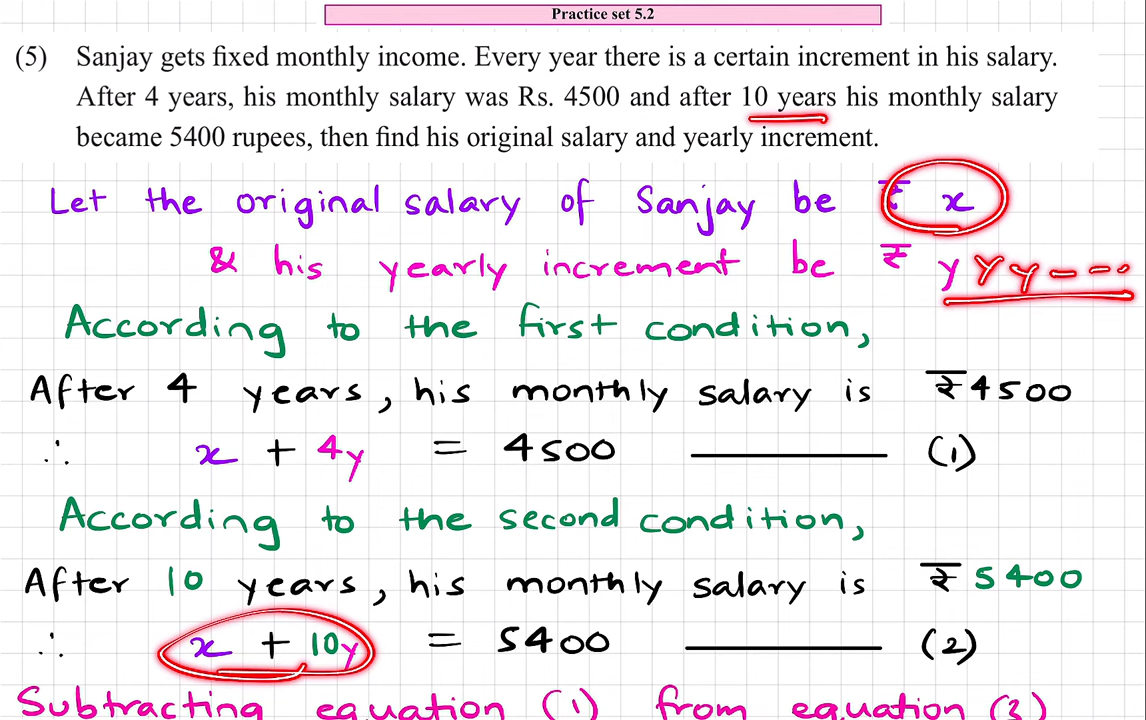 Practice set 5.2
(5) Sanjay gets fixed monthly income. Every year there is a certain increment in his salary.
After 4 years, his monthly salary was Rs. 4500 and after 10 years his monthly salary
became 5400 rupees, then find his original salary and yearly increment.
Let the original salary of Sanjay be ₹ x
& his yearly increment be ₹ y y y - - --
According to the first condition,
After 4 years, his monthly salary is ₹4500
∴ x + 4y = 4500 ——— (1)
According to the second condition,
After 10 years, his monthly salary is ₹ 5400
∴ x + 10y = 5400 ——— (2)
Subtracting equation (1) from equation (2)